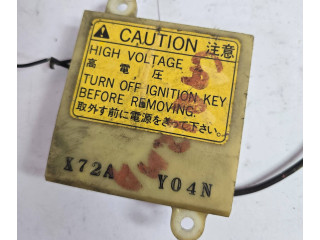 ⚠ CAUTION 注意
HIGH VOLTAGE
高電圧
TURN OFF IGNITION KEY
BEFORE REMOVING.
取外す前に電源をきって下さい。
X72A Y04N